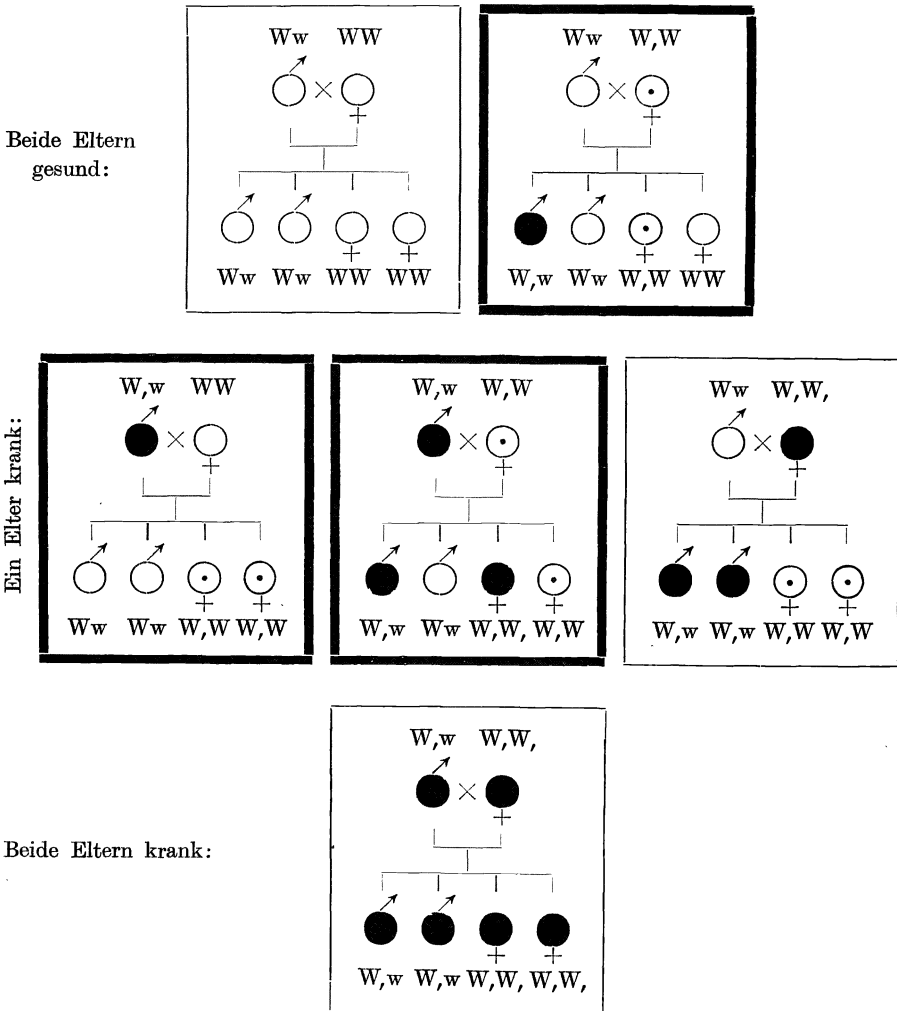 Ww WW
Ww W,W
Beide Eltern
gesund:
Ww Ww WW WW
W,w Ww W,W WW
Ein Elter krank:
W,w WW
W,w W,W
Ww W,W,
Ww Ww W,W W,W
W,w Ww W,W, W,W
W,w W,w W,W W,W
W,w W,W,
Beide Eltern krank:
W,w W,w W,W, W,W,